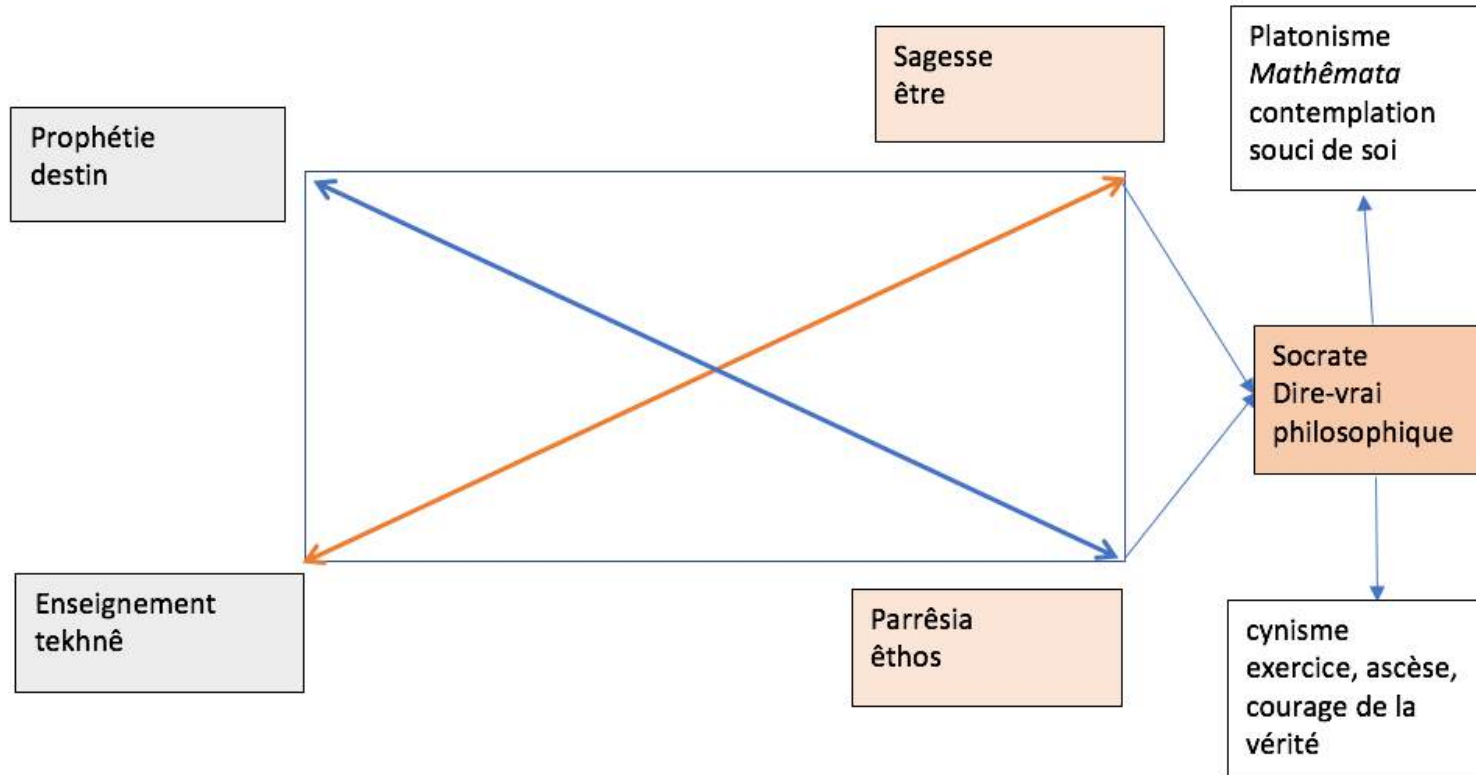 Prophétie
destin
Sagesse
être
Platonisme
Mathêmata
contemplation
souci de soi
Socrate
Dire-vrai
philosophique
Enseignement
tekhnê
Parrêsia
êthos
cynisme
exercice, ascèse,
courage de la
vérité